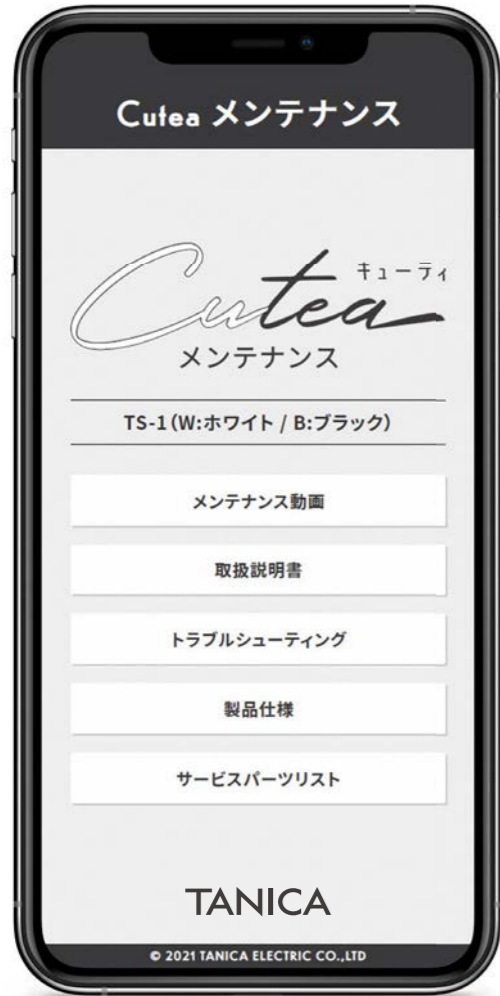 Cutea メンテナンス
Cutea
キューティ
メンテナンス
TS-1(W:ホワイト / B:ブラック)
メンテナンス動画
取扱説明書
トラブルシューティング
製品仕様
サービスパーツリスト
TANICA
© 2021 TANICA ELECTRIC CO.,LTD